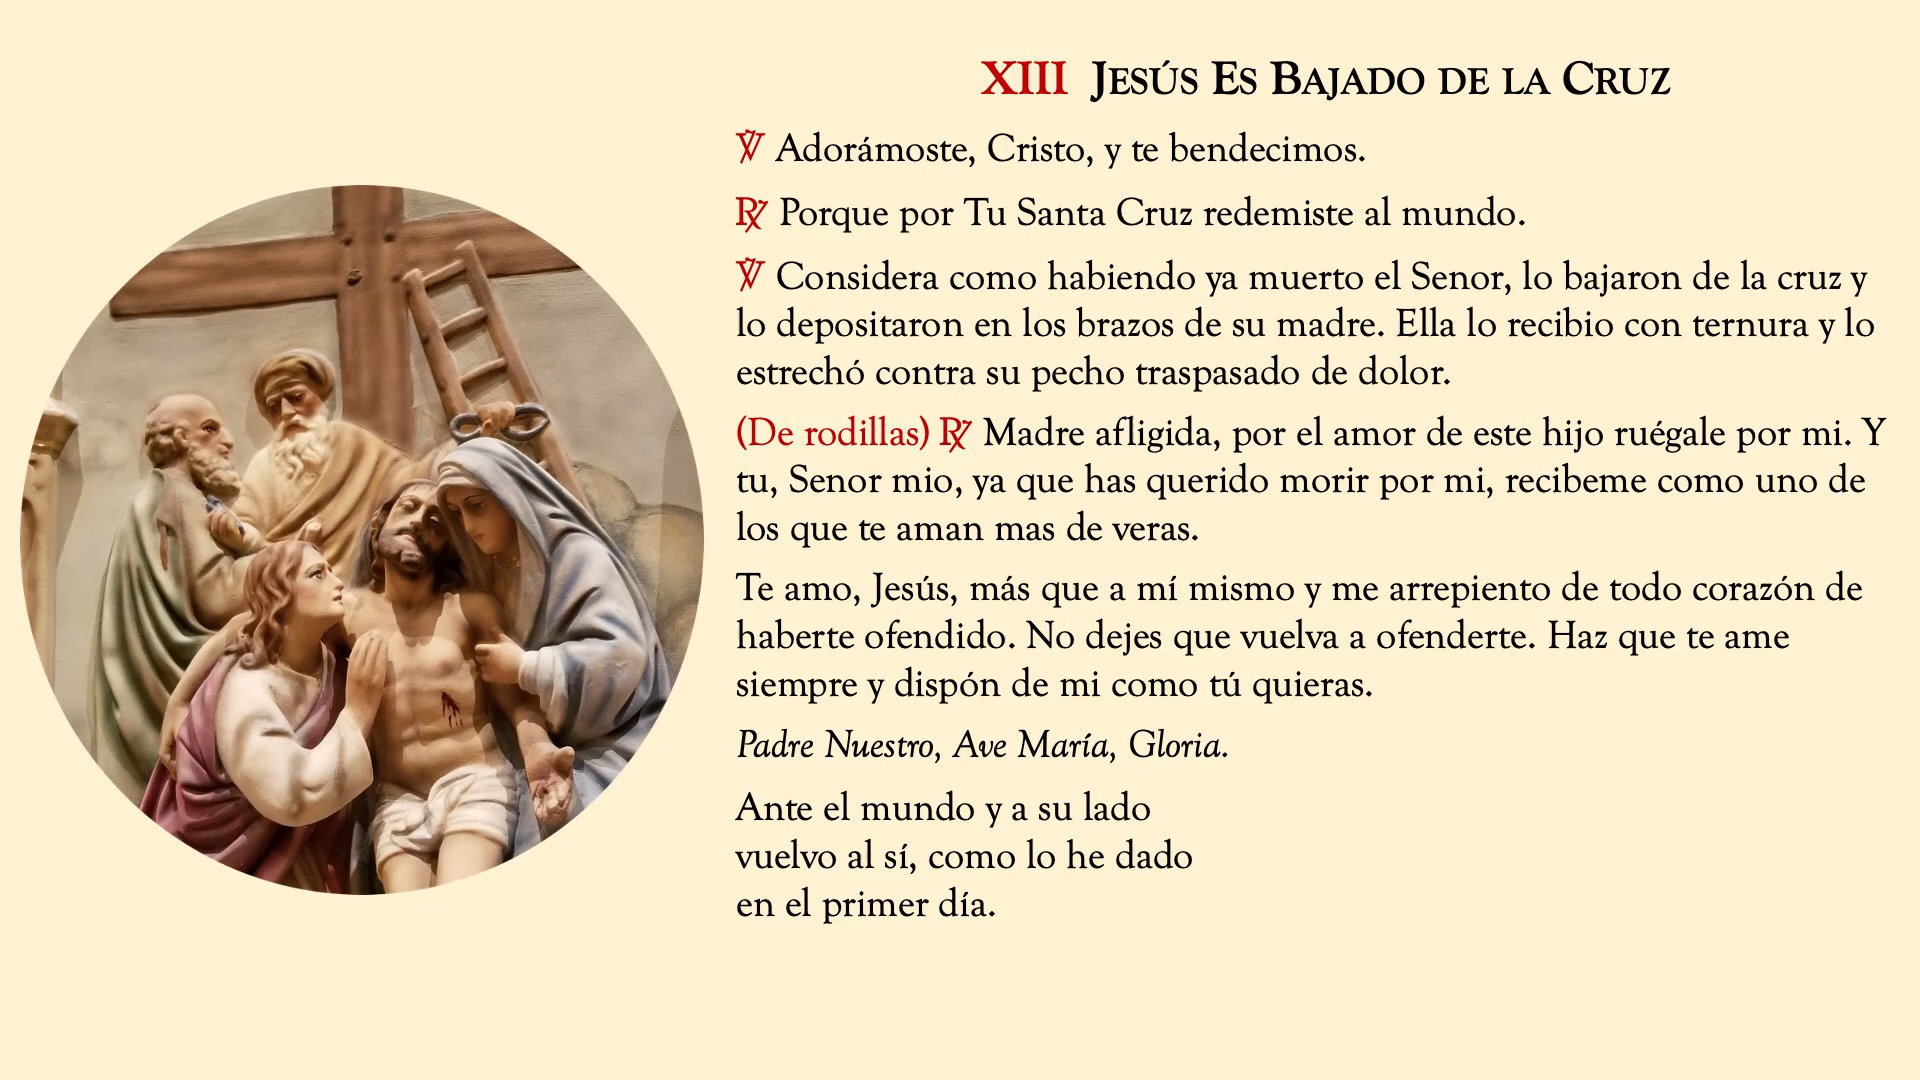 XIII Jesús Es Bajado de la Cruz
℣ Adorámoste, Cristo, y te bendecimos.
℟ Porque por Tu Santa Cruz redemiste al mundo.
℣ Considera como habiendo ya muerto el Senor, lo bajaron de la cruz y
lo depositaron en los brazos de su madre. Ella lo recibio con ternura y lo
estrechó contra su pecho traspasado de dolor.
(De rodillas) ℟ Madre afligida, por el amor de este hijo ruégale por mi. Y
tu, Senor mio, ya que has querido morir por mi, recibeme como uno de
los que te aman mas de veras.
Te amo, Jesús, más que a mí mismo y me arrepiento de todo corazón de
haberte ofendido. No dejes que vuelva a ofenderte. Haz que te ame
siempre y dispón de mi como tú quieras.
Padre Nuestro, Ave María, Gloria.
Ante el mundo y a su lado
vuelvo al sí, como lo he dado
en el primer día.